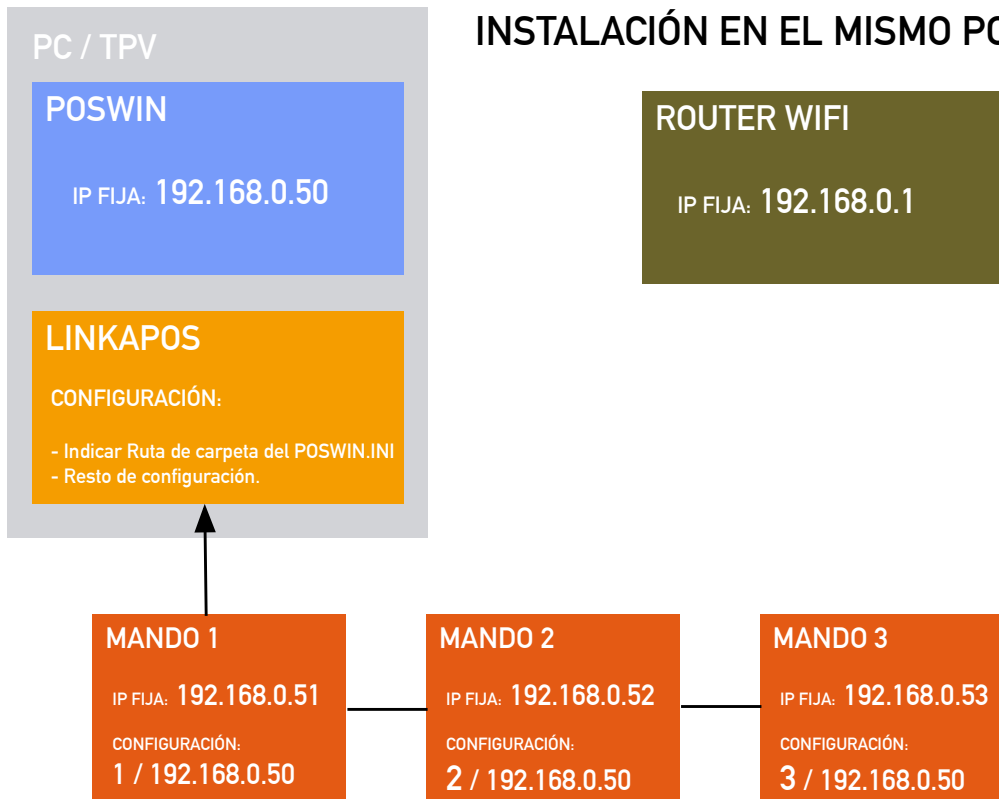 INSTALACIÓN EN EL MISMO
PC / TPV
POSWIN
IP FIJA: 192.168.0.50
ROUTER WIFI
IP FIJA: 192.168.0.1
LINKAPOS
CONFIGURACIÓN:
- Indicar Ruta de carpeta del POSWIN.INI
- Resto de configuración.
MANDO 1
IP FIJA: 192.168.0.51
CONFIGURACIÓN:
1 / 192.168.0.50
MANDO 2
IP FIJA: 192.168.0.52
CONFIGURACIÓN:
2 / 192.168.0.50
MANDO 3
IP FIJA: 192.168.0.53
CONFIGURACIÓN:
3 / 192.168.0.50